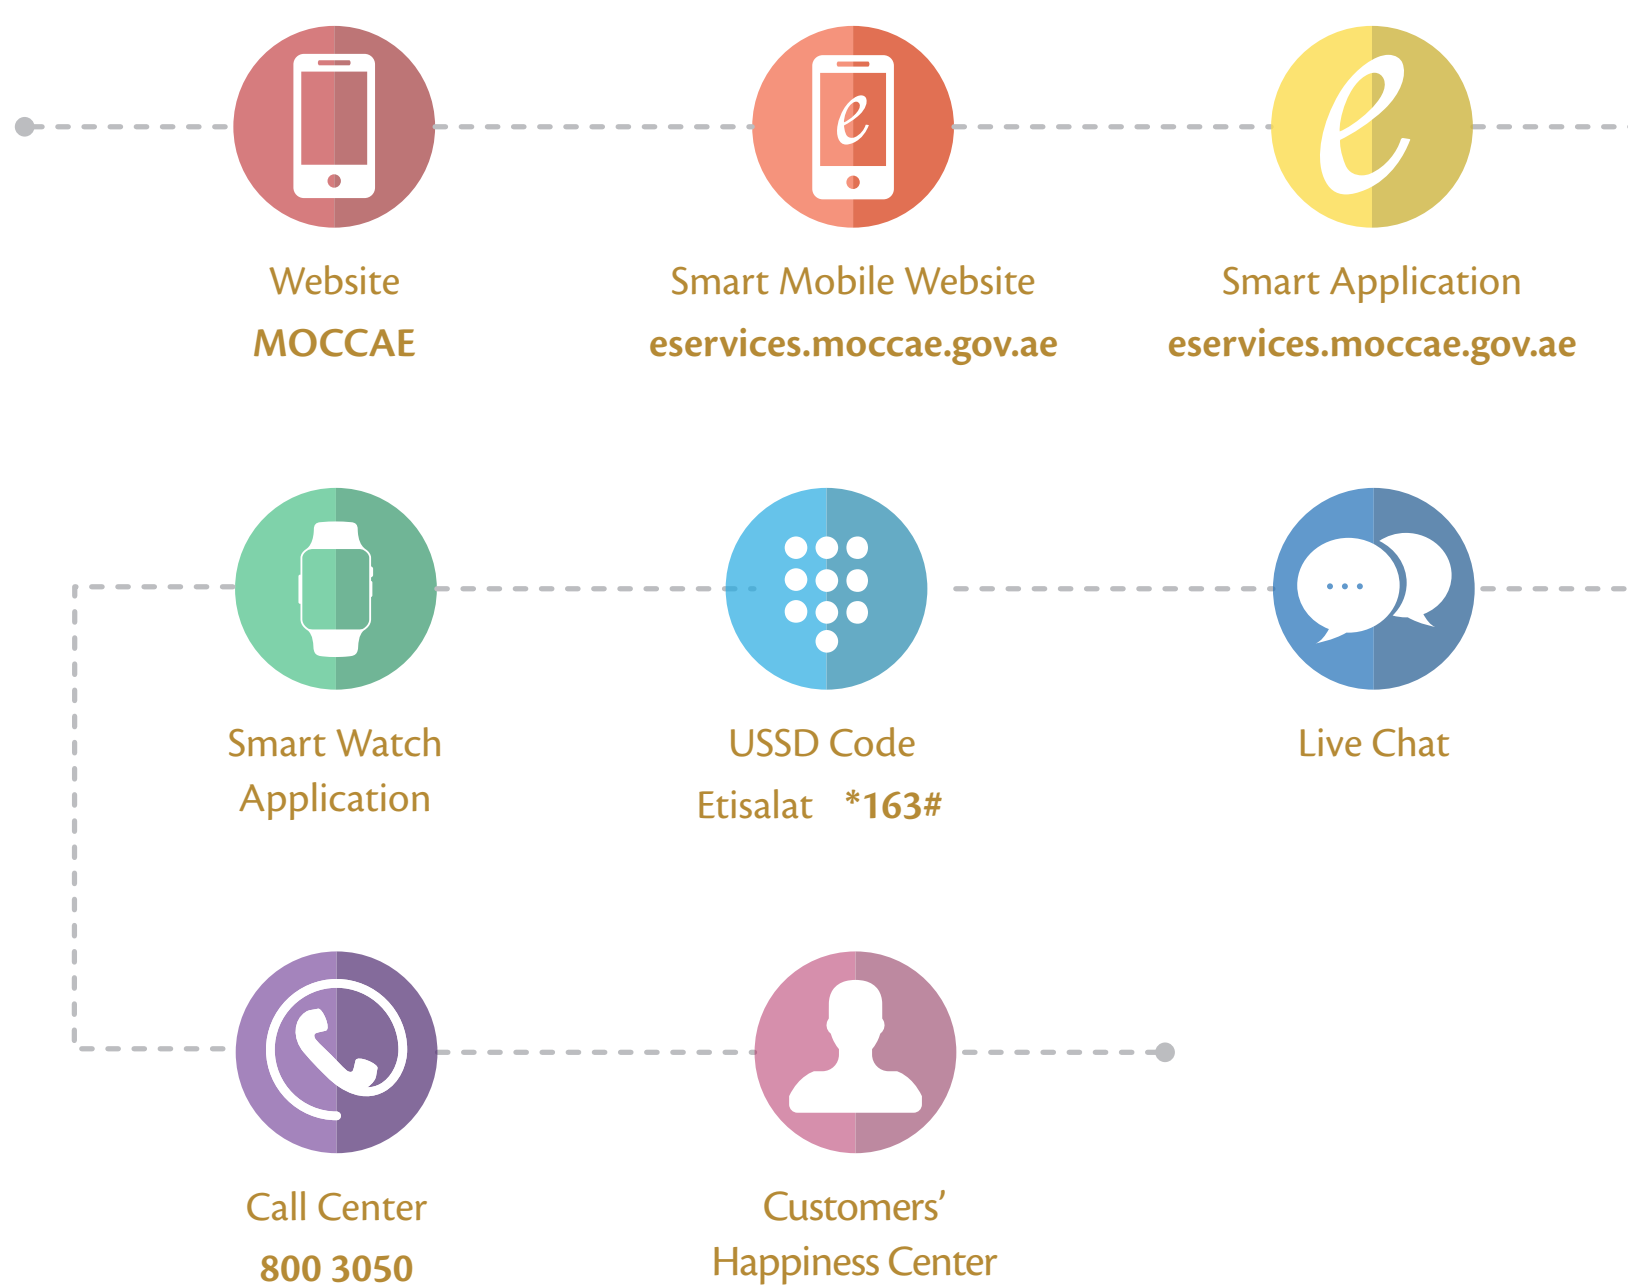 Website
MOCCAE
Smart Mobile Website
eservices.moccae.gov.ae
Smart Application
eservices.moccae.gov.ae
Smart Watch
Application
USSD Code
Etisalat *163#
Live Chat
Call Center
800 3050
Customers’
Happiness Center